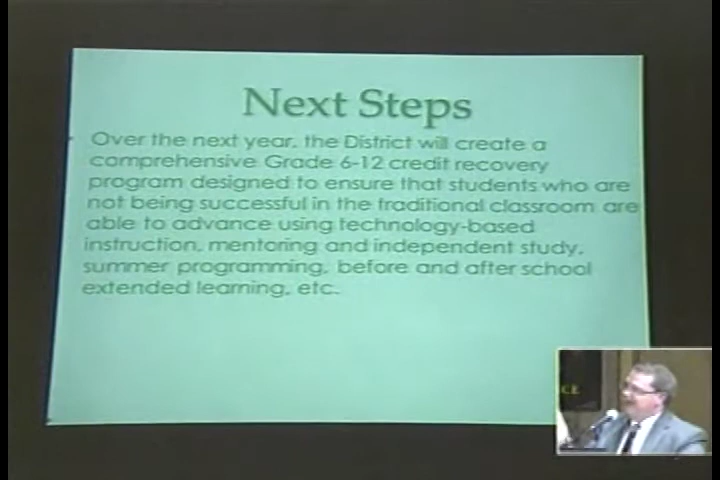 Next Steps
Over the next year, the District will create a
comprehensive Grade 6-12 credit recovery
program designed to ensure that students who are
not being successful in the traditional classroom are
able to advance using technology-based
instruction, mentoring and independent study,
summer programming, before and after school
extended learning, etc.